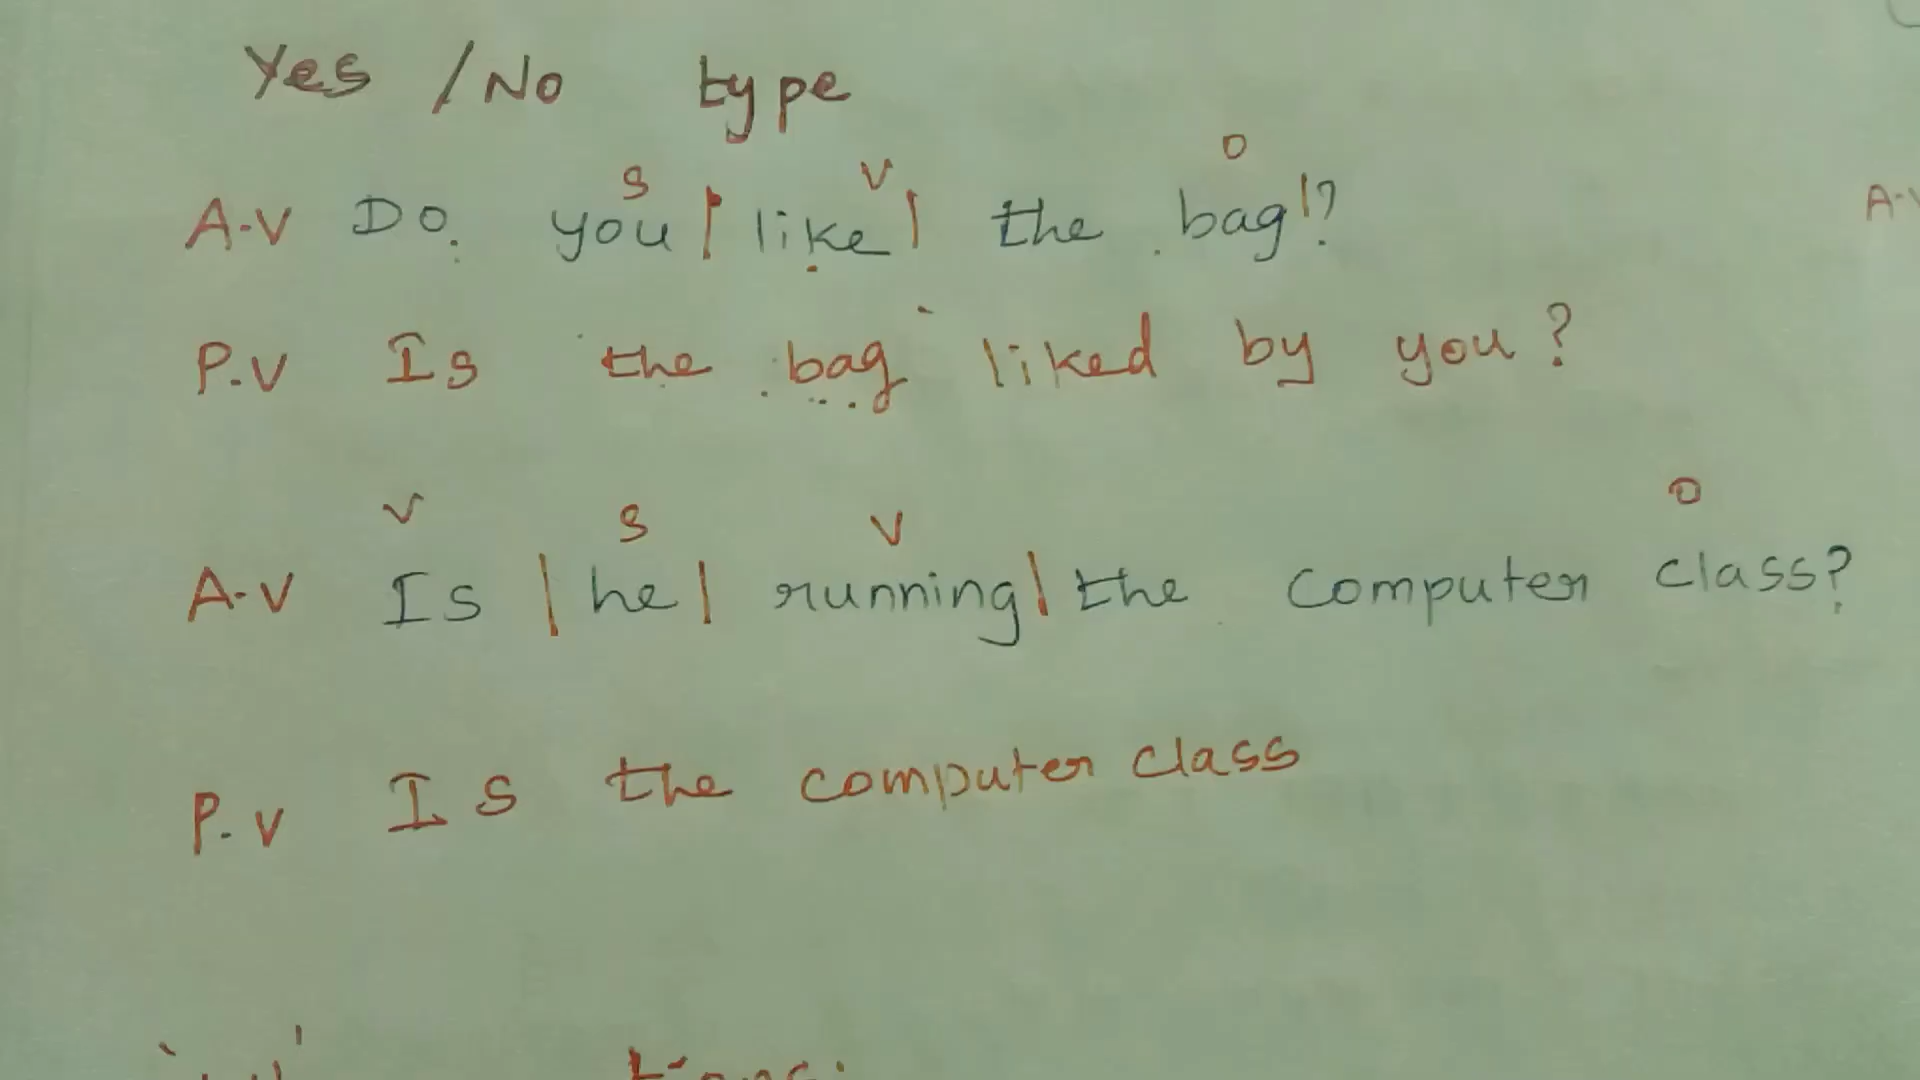 Yes / No type
S V O
A.V Do you | like | the bag |?
P.V Is the bag liked by you ?
V S V O
A.V Is | he | running | the computer class?
P.V Is the computer class